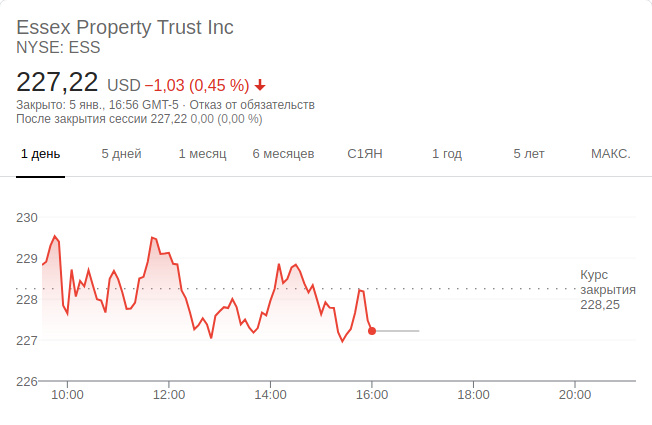 Essex Property Trust Inc
NYSE: ESS
227,22 USD −1,03 (0,45 %)
Закрыто: 5 янв., 16:56 GMT-5 · Отказ от обязательств
После закрытия сессии 227,22 0,00 (0,00 %)
1 день 5 дней 1 месяц 6 месяцев С1ЯН 1 год 5 лет МАКС.
230
229
228
227
226
Курс
закрытия
228,25
10:00 12:00 14:00 16:00 18:00 20:00